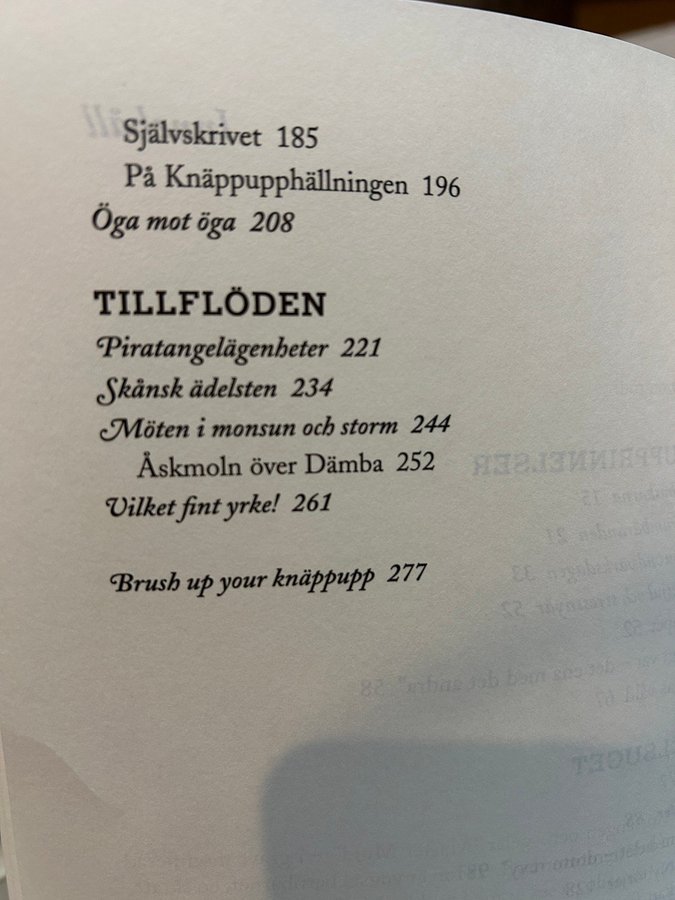 Självskrivet 185
På Knäppupphällningen 196
Öga mot öga 208
TILLFLÖDEN
Piratangelägenheter 221
Skånsk ädelsten 234
Möten i monsun och storm 244
Åskmoln över Dämba 252
Vilket fint yrke! 261
Brush up your knäppupp 277